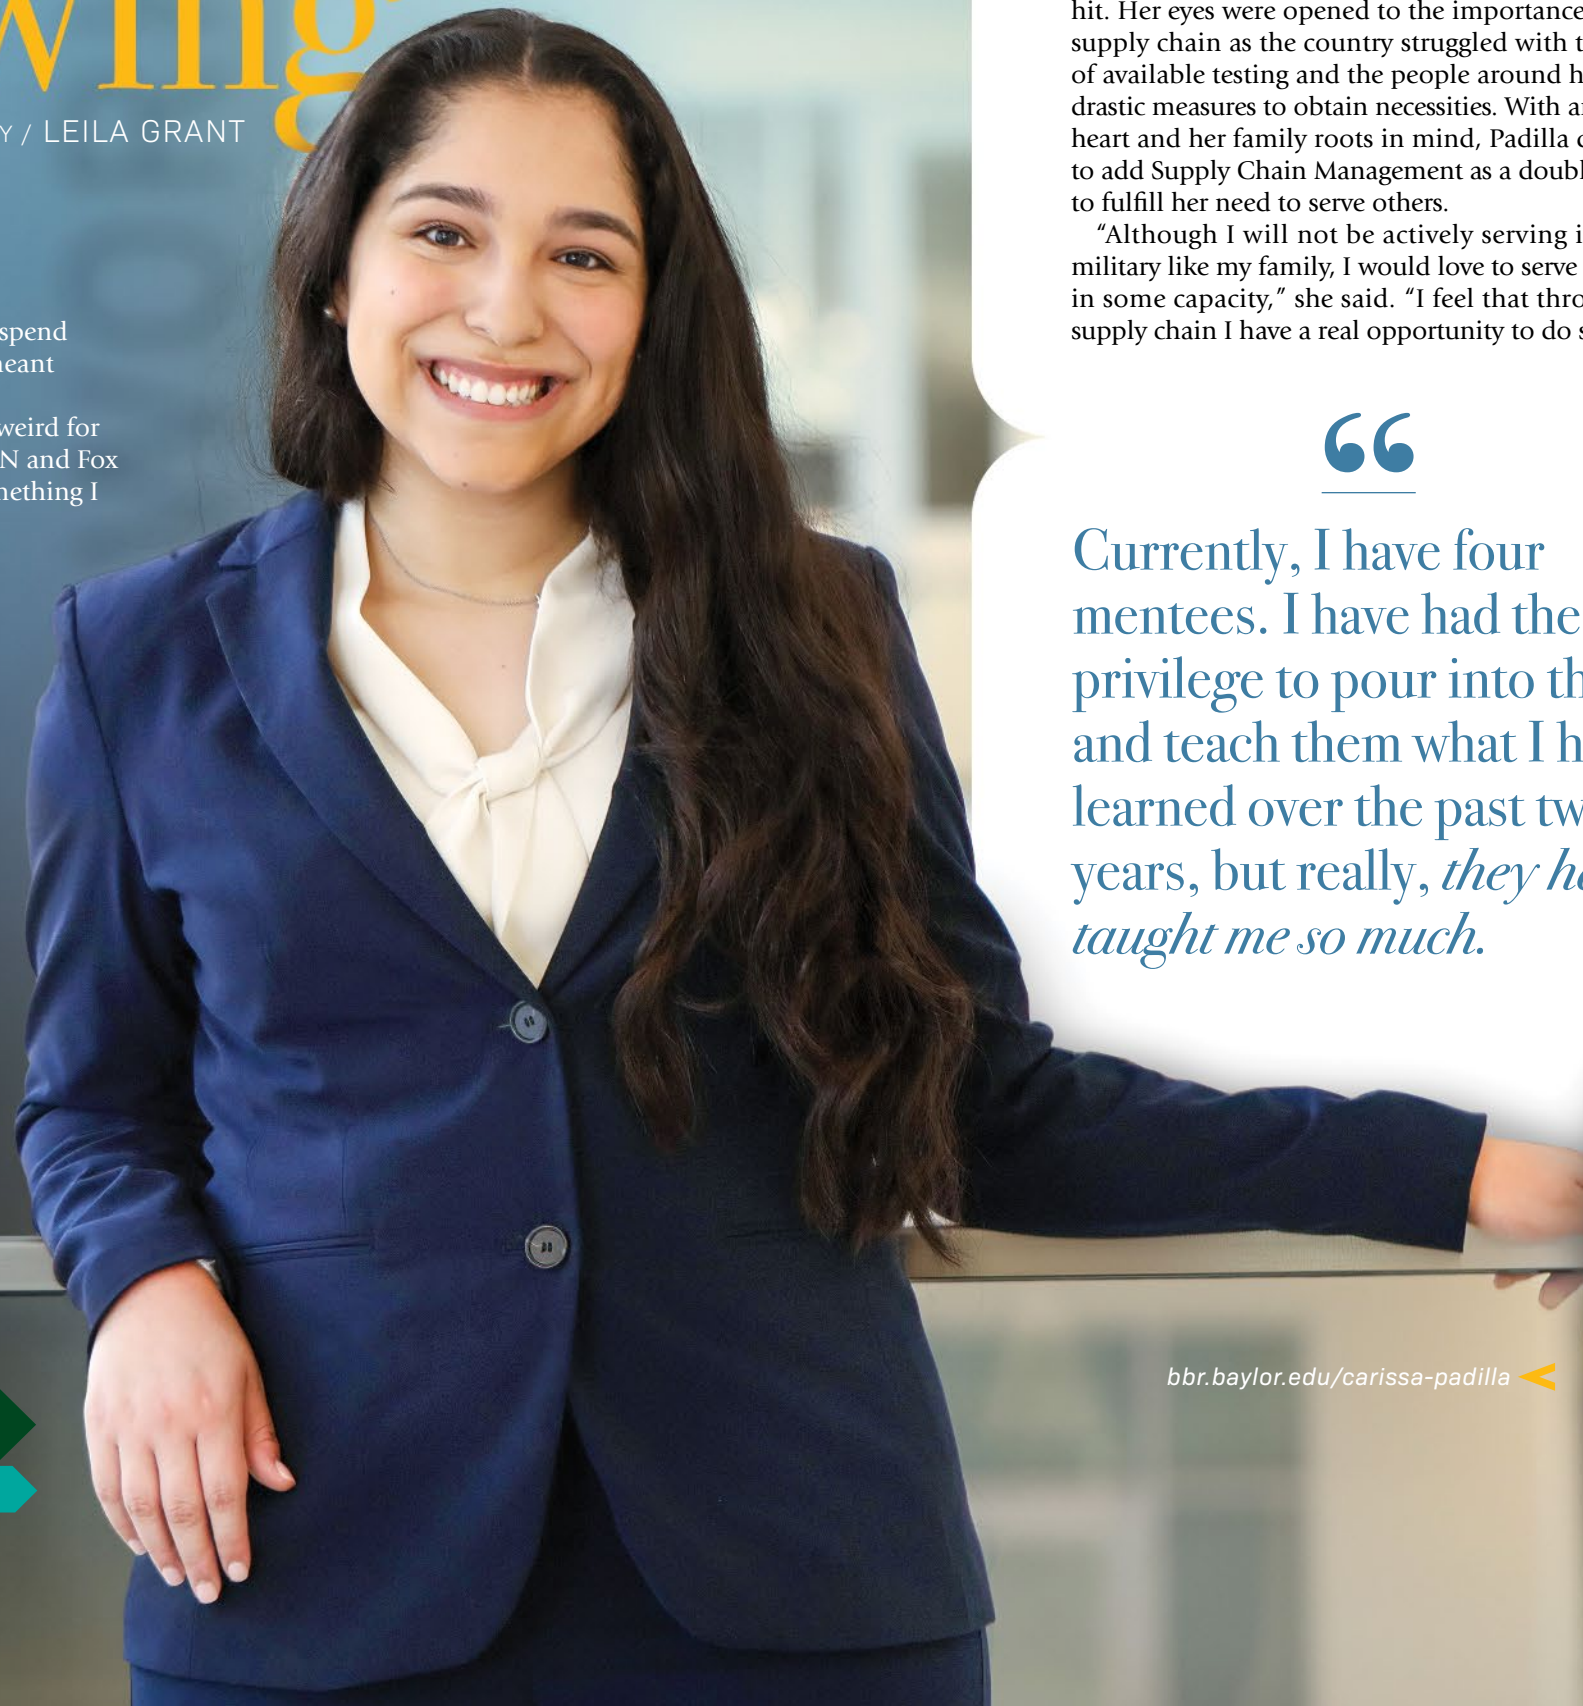 wing
Y / LEILA GRANT
spend
eant
weird for
N and Fox
nething I
hit. Her eyes were opened to the importance
supply chain as the country struggled with t
of available testing and the people around h
drastic measures to obtain necessities. With a
heart and her family roots in mind, Padilla
to add Supply Chain Management as a doubl
to fulfill her need to serve others.
“Although I will not be actively serving i
military like my family, I would love to serve
in some capacity,” she said. “I feel that thro
supply chain I have a real opportunity to do s
“
Currently, I have four
mentees. I have had the
privilege to pour into th
and teach them what I h
learned over the past tw
years, but really, they ha
taught me so much.
bbr.baylor.edu/carissa-padilla